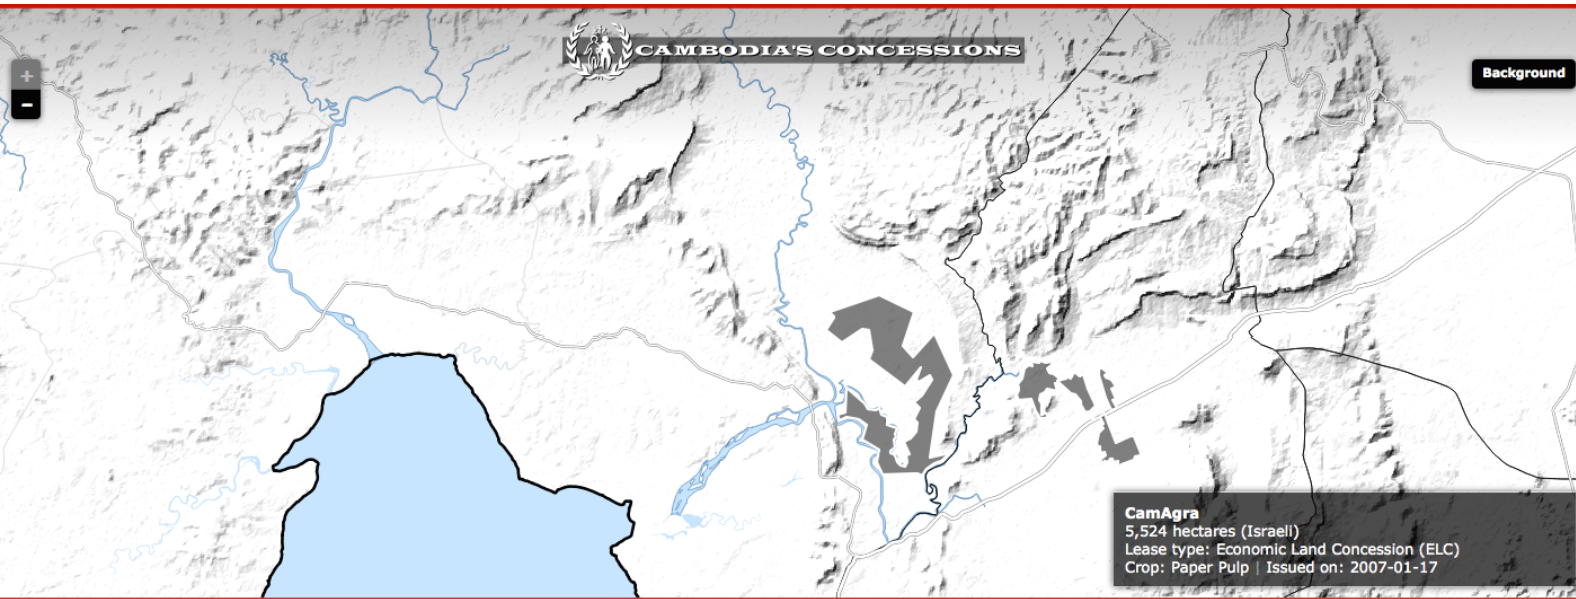 CAMBODIA'S CONCESSIONS
+
Background
-
CamAgra
5,524 hectares (Israeli)
Lease type: Economic Land Concession (ELC)
Crop: Paper Pulp | Issued on: 2007-01-17